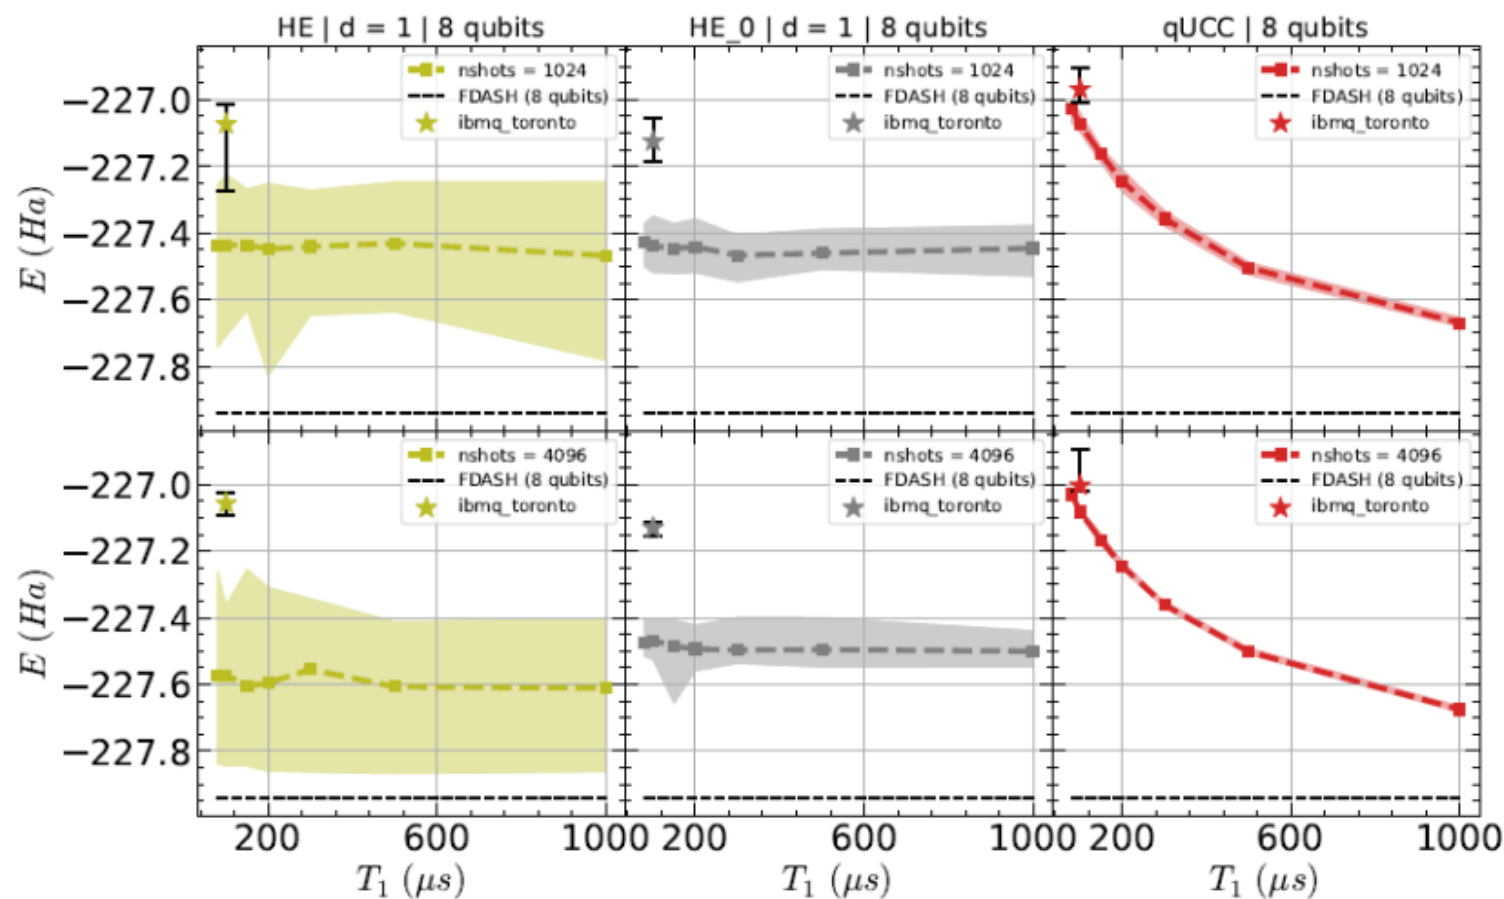 HE | d = 1 | 8 qubits
HE_0 | d = 1 | 8 qubits
qUCC | 8 qubits
nshots = 1024
FDASH (8 qubits)
ibmq_toronto
nshots = 1024
FDASH (8 qubits)
ibmq_toronto
nshots = 1024
FDASH (8 qubits)
ibmq_toronto
E (Ha)
−227.0
−227.2
−227.4
−227.6
−227.8
nshots = 4096
FDASH (8 qubits)
ibmq_toronto
nshots = 4096
FDASH (8 qubits)
ibmq_toronto
nshots = 4096
FDASH (8 qubits)
ibmq_toronto
E (Ha)
−227.0
−227.2
−227.4
−227.6
−227.8
200 600 1000
200 600 1000
200 600 1000
T₁ (μs)
T₁ (μs)
T₁ (μs)